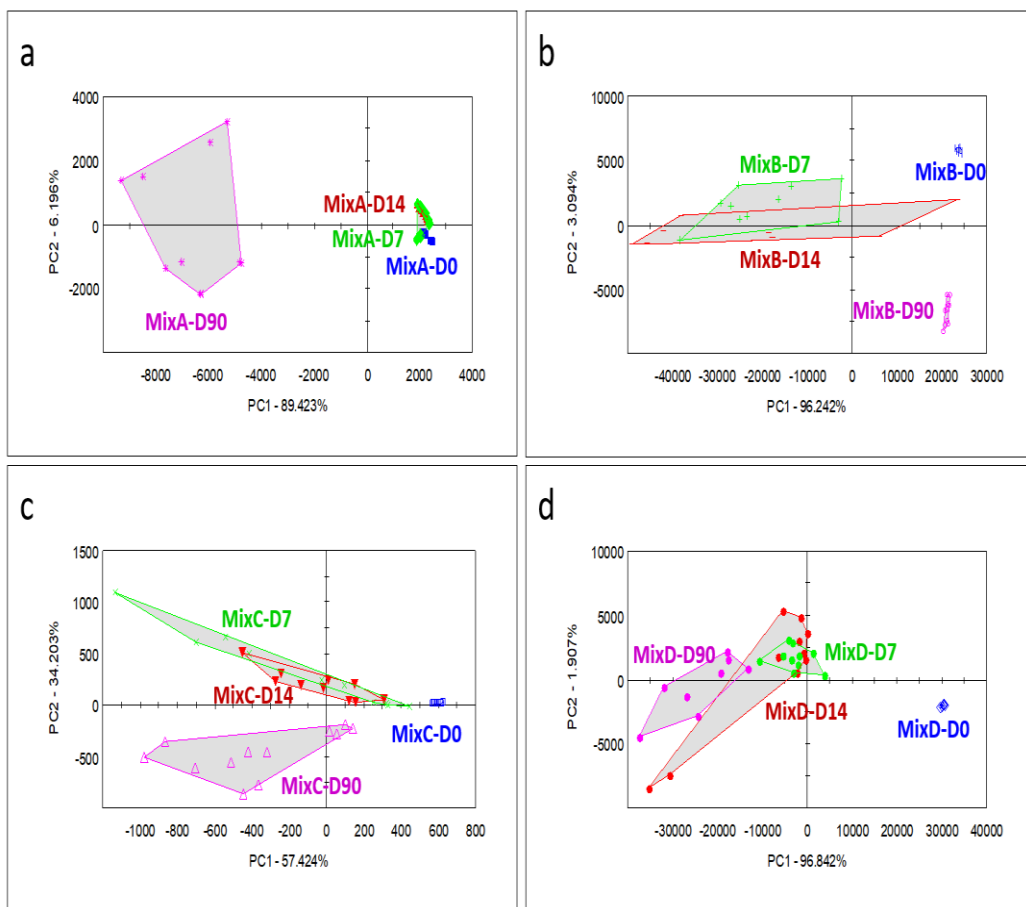 a
4000
2000
0
-2000
PC2 - 6.196%
MixA-D14
MixA-D7
MixA-D0
MixA-D90
-8000 -6000 -4000 -2000 0 2000 4000
PC1 - 89.423%
b
10000
5000
0
-5000
PC2 - 3.094%
MixB-D7
MixB-D0
MixB-D14
MixB-D90
-40000 -30000 -20000 -10000 0 10000 20000 30000
PC1 - 96.242%
c
1500
1000
500
0
-500
PC2 - 34.203%
MixC-D7
MixC-D14
MixC-D0
MixC-D90
-1000 -800 -600 -400 -200 0 200 400 600 800
PC1 - 57.424%
d
10000
5000
0
-5000
PC2 - 1.907%
MixD-D90
MixD-D7
MixD-D14
MixD-D0
-30000 -20000 -10000 0 10000 20000 30000 40000
PC1 - 96.842%